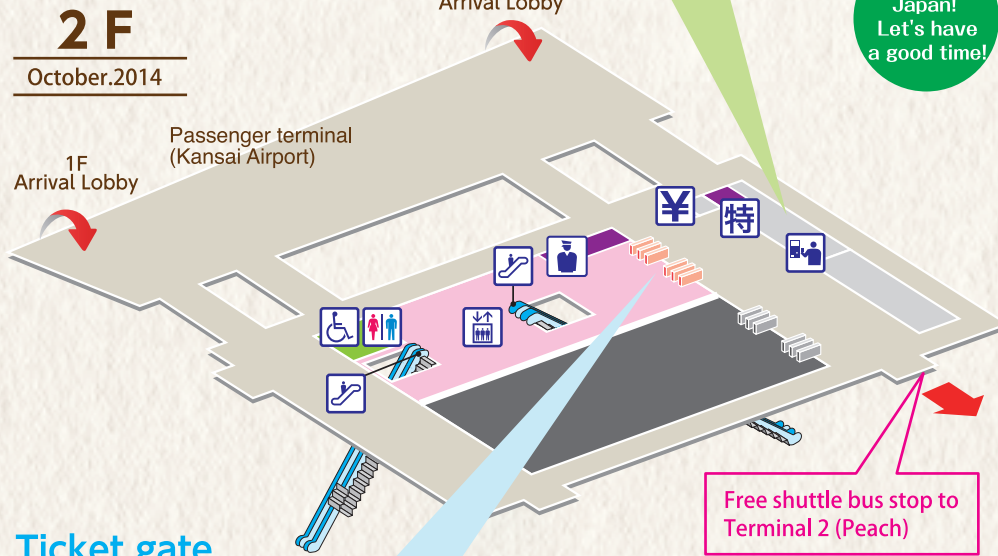 2 F
October.2014
Arrival Lobby
Japan!
Let's have
a good time!
Passenger terminal
(Kansai Airport)
1F
Arrival Lobby
¥
特
Free shuttle bus stop to
Terminal 2 (Peach)
Ticket gate